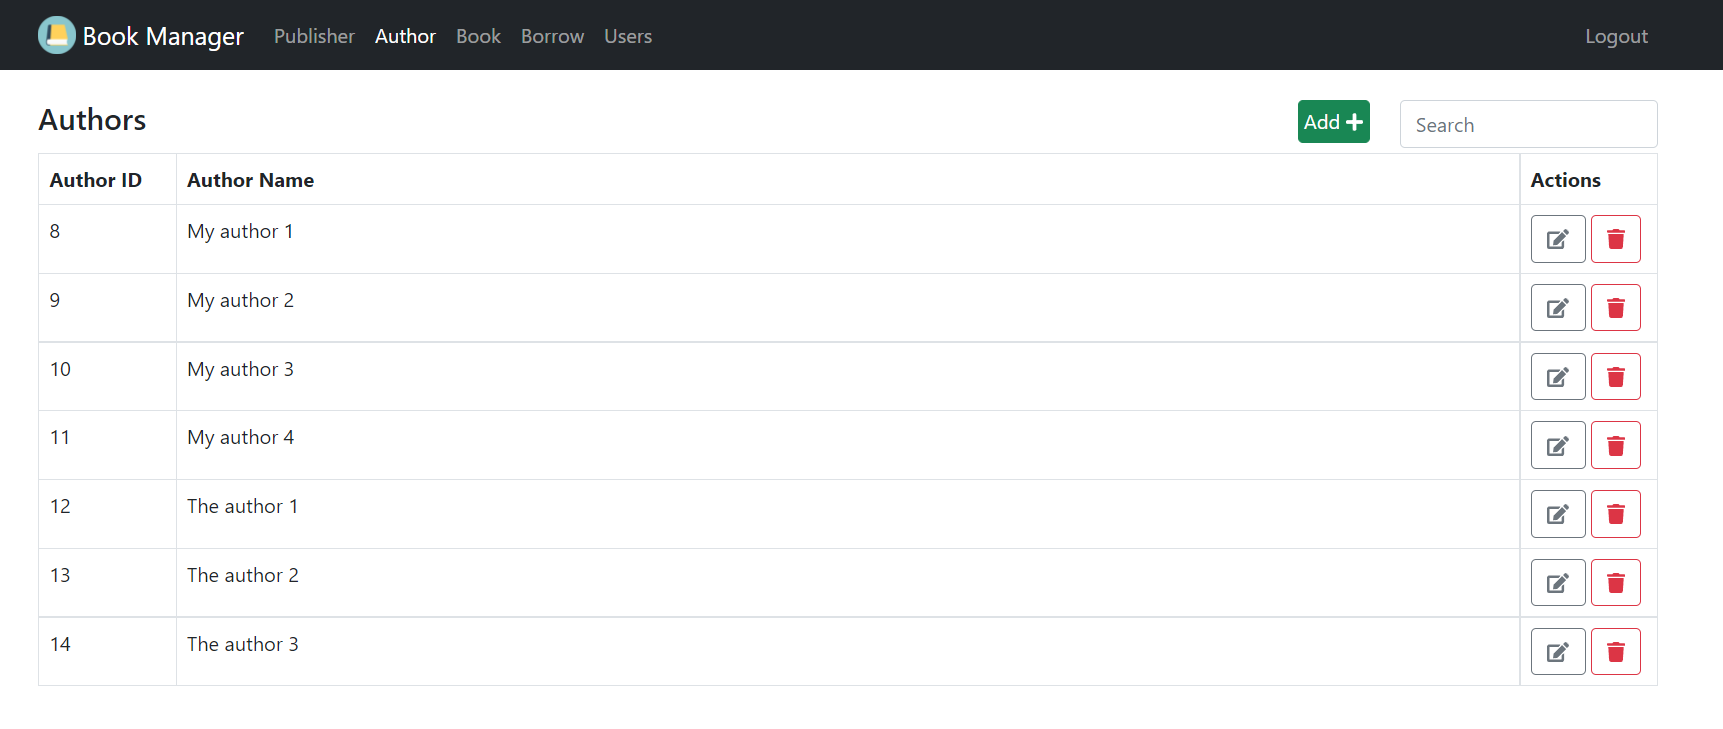 Book Manager Publisher Author Book Borrow Users Logout
Authors Add Search
Author ID Author Name Actions
8 My author 1
9 My author 2
10 My author 3
11 My author 4
12 The author 1
13 The author 2
14 The author 3